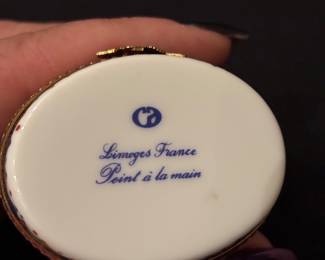 Limoges France
Peint à la main